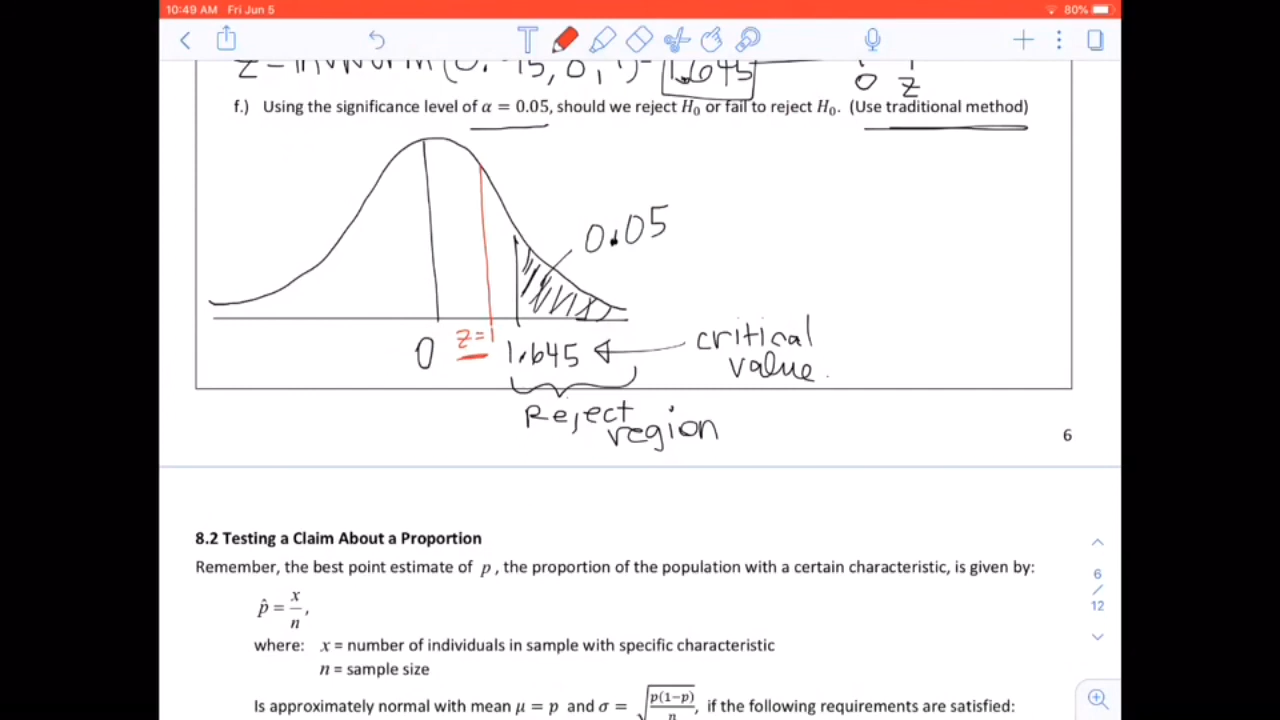 10:49 AM Fri Jun 5
80%
1.645
0 z
f.) Using the significance level of α = 0.05, should we reject H₀ or fail to reject H₀. (Use traditional method)
0.05
0 z=1 1.645
critical
value.
Reject
region
6
8.2 Testing a Claim About a Proportion
Remember, the best point estimate of p, the proportion of the population with a certain characteristic, is given by:
p̂ = x/n,
where: x = number of individuals in sample with specific characteristic
n = sample size
Is approximately normal with mean μ = p and σ = √(p(1−p)/n), if the following requirements are satisfied:
6
/
12